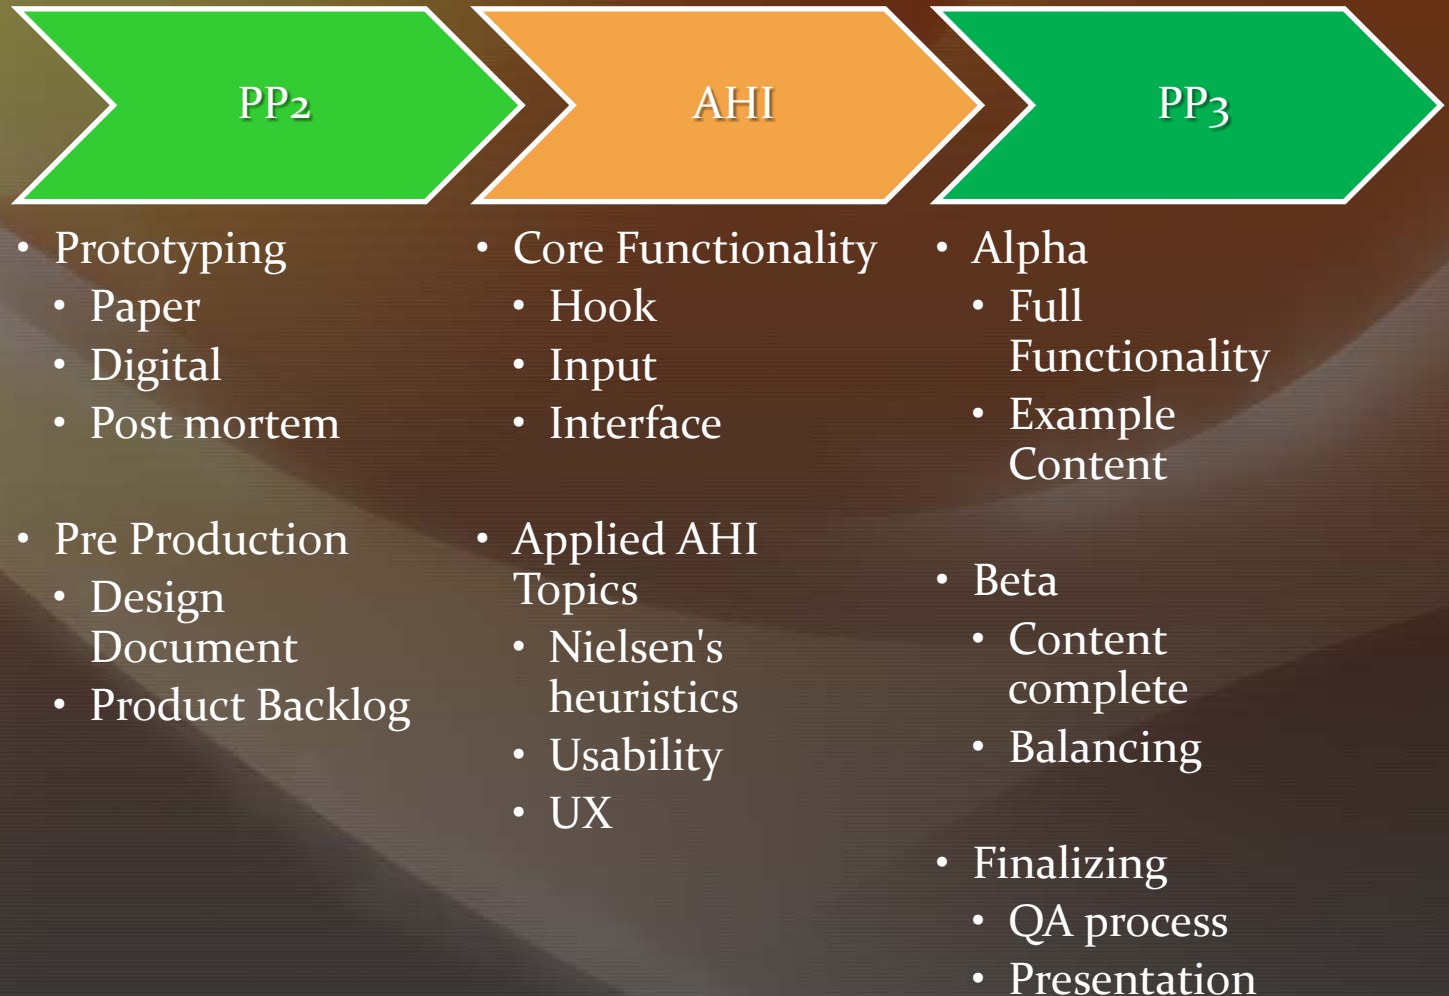 PP2
AHI
PP3
• Prototyping
• Paper
• Digital
• Post mortem
• Pre Production
• Design
Document
• Product Backlog
• Core Functionality
• Hook
• Input
• Interface
• Applied AHI
Topics
• Nielsen's
heuristics
• Usability
• UX
• Alpha
• Full
Functionality
• Example
Content
• Beta
• Content
complete
• Balancing
• Finalizing
• QA process
• Presentation